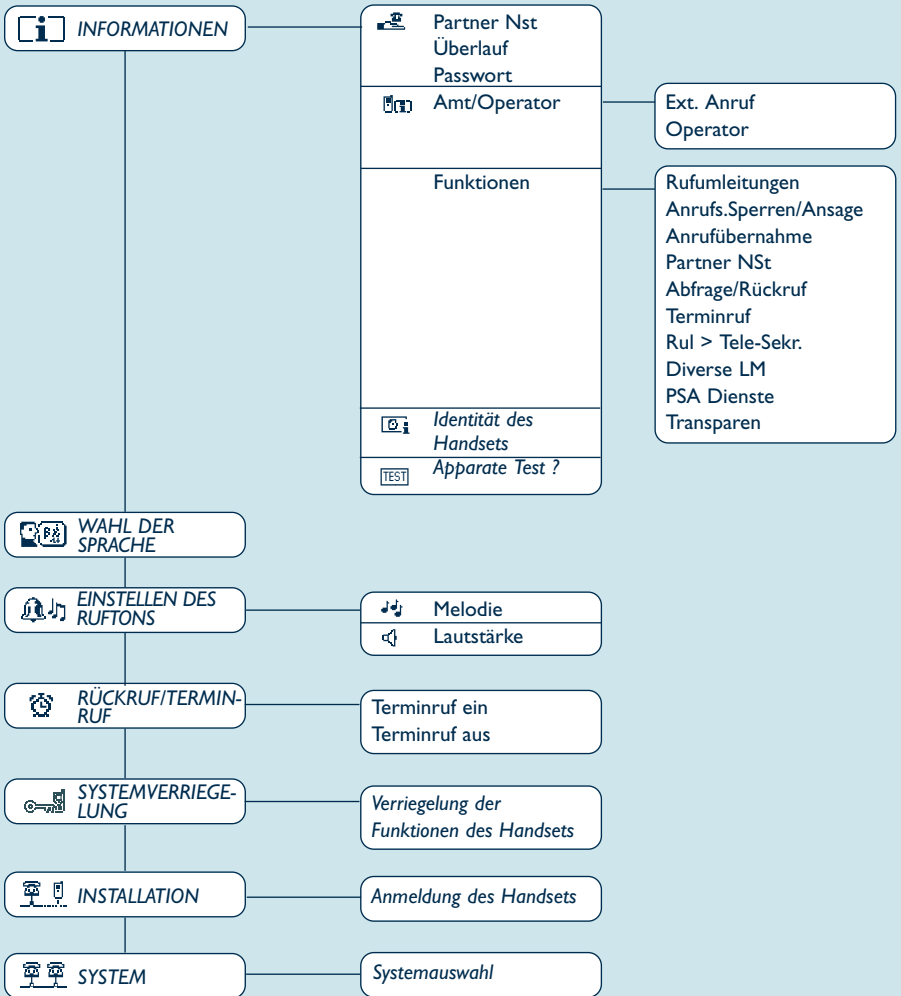 INFORMATIONEN
Partner Nst
Überlauf
Passwort
Amt/Operator
Ext. Anruf
Operator
Funktionen
Rufumleitungen
Anrufs.Sperren/Ansage
Anrufübernahme
Partner NSt
Abfrage/Rückruf
Terminruf
Rul > Tele-Sekr.
Diverse LM
PSA Dienste
Transparen
Identität des
Handsets
TEST
Apparate Test ?
WAHL DER
SPRACHE
EINSTELLEN DES
RUFTONS
Melodie
Lautstärke
RÜCKRUF/TERMIN-
RUF
Terminruf ein
Terminruf aus
SYSTEMVERRIEGE-
LUNG
Verriegelung der
Funktionen des Handsets
INSTALLATION
Anmeldung des Handsets
SYSTEM
Systemauswahl